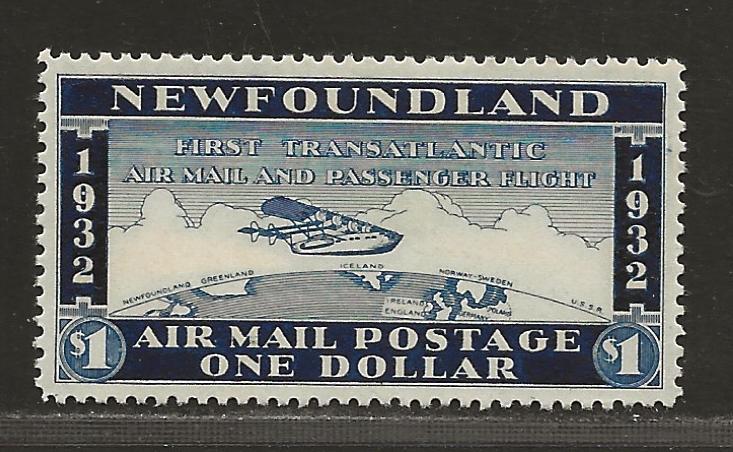 NEWFOUNDLAND
FIRST TRANSATLANTIC
AIR MAIL AND PASSENGER FLIGHT
1932
1932
NEWFOUNDLAND
GREENLAND
ICELAND
NORWAY-SWEDEN
U.S.S.R.
IRELAND
ENGLAND
GERMANY
POLAND
$1
AIR MAIL POSTAGE
ONE DOLLAR
$1